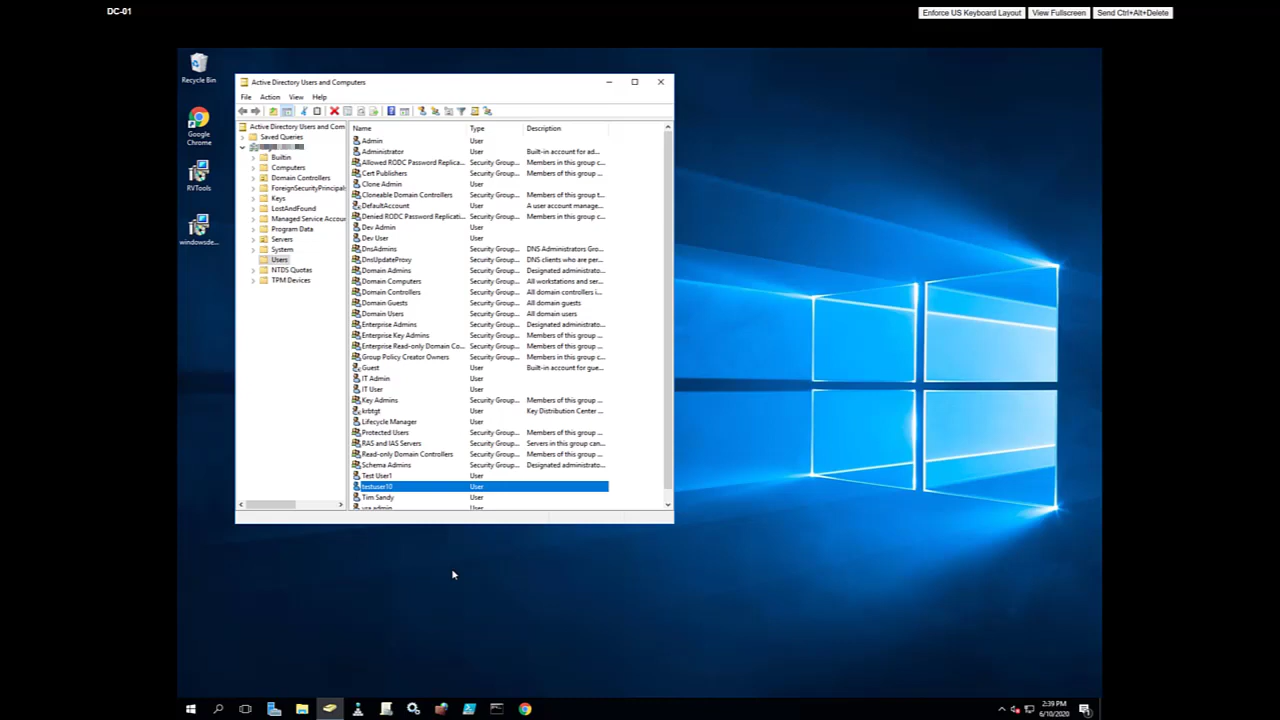 DC-01
Enforce US Keyboard Layout View Fullscreen Send Ctrl+Alt+Delete
Recycle Bin
Google Chrome
RVTools
windowsde...
Active Directory Users and Computers
File Action View Help
Active Directory Users and Com
Saved Queries
Builtin
Computers
Domain Controllers
ForeignSecurityPrincipals
Keys
LostAndFound
Managed Service Accour
Program Data
Servers
System
Users
NTDS Quotas
TPM Devices
Name Type Description
Admin User
Administrator User Built-in account for ad...
Allowed RODC Password Replica... Security Group... Members in this group c...
Cert Publishers Security Group... Members of this group ...
Clone Admin User
Cloneable Domain Controllers Security Group... Members of this group t...
DefaultAccount User A user account manage...
Denied RODC Password Replicati... Security Group... Members in this group c...
Dev Admin User
Dev User User
DnsAdmins Security Group... DNS Administrators Gro...
DnsUpdateProxy Security Group... DNS clients who are per...
Domain Admins Security Group... Designated administrato...
Domain Computers Security Group... All workstations and ser...
Domain Controllers Security Group... All domain controllers i...
Domain Guests Security Group... All domain guests
Domain Users Security Group... All domain users
Enterprise Admins Security Group... Designated administrato...
Enterprise Key Admins Security Group... Members of this group ...
Enterprise Read-only Domain Co... Security Group... Members of this group ...
Group Policy Creator Owners Security Group... Members in this group c...
Guest User Built-in account for gue...
IT Admin User
IT User User
Key Admins Security Group... Members of this group ...
krbtgt User Key Distribution Center ...
Lifecycle Manager User
Protected Users Security Group... Members of this group ...
RAS and IAS Servers Security Group... Servers in this group can...
Read-only Domain Controllers Security Group... Members of this group ...
Schema Admins Security Group... Designated administrato...
Test User1 User
testuser10 User
Tim Sandy User
2:39 PM
6/10/2020